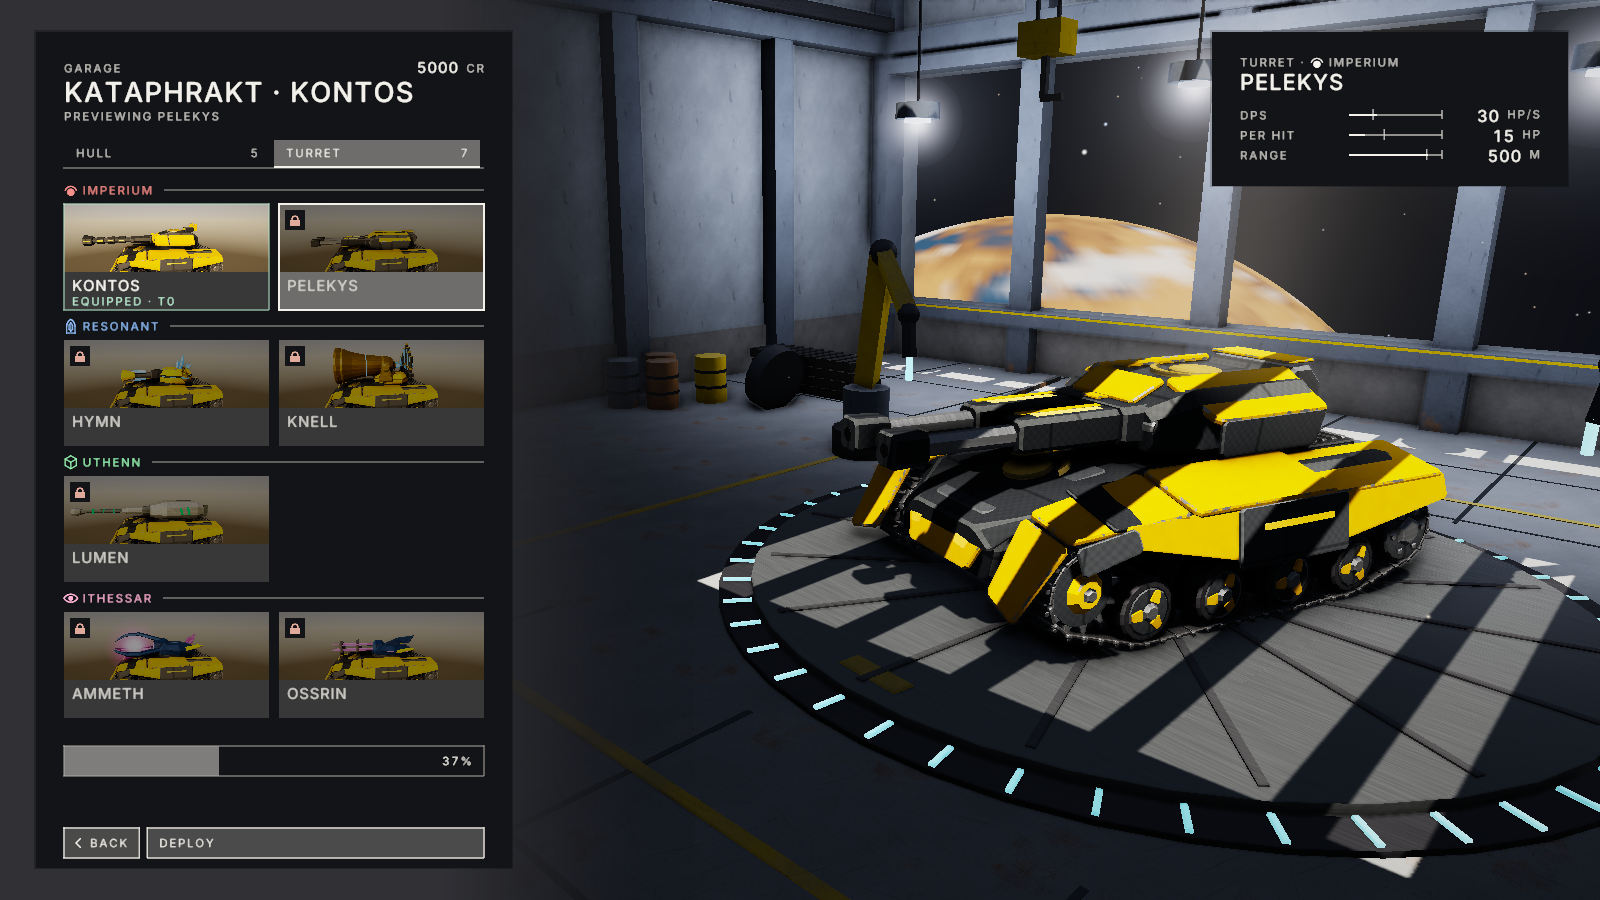 GARAGE 5000 CR
KATAPHRAKT · KONTOS
PREVIEWING PELEKYS
HULL 5 TURRET 7
IMPERIUM
KONTOS PELEKYS
EQUIPPED · T0
RESONANT
HYMN KNELL
UTHENN
LUMEN
ITHESSAR
AMMETH OSSRIN
37%
BACK DEPLOY
TURRET · IMPERIUM
PELEKYS
DPS 30 HP/S
PER HIT 15 HP
RANGE 500 M